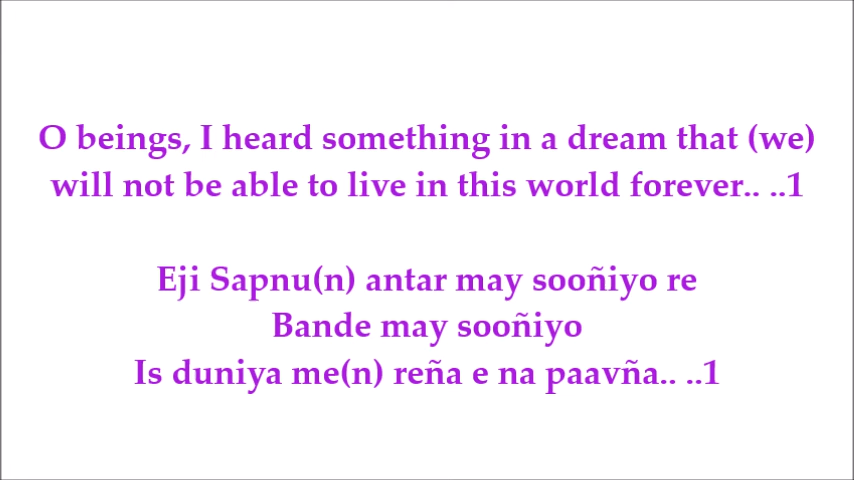 O beings, I heard something in a dream that (we)
will not be able to live in this world forever.. ..1
Eji Sapnu(n) antar may sooñiyo re
Bande may sooñiyo
Is duniya me(n) reña e na paavña.. ..1